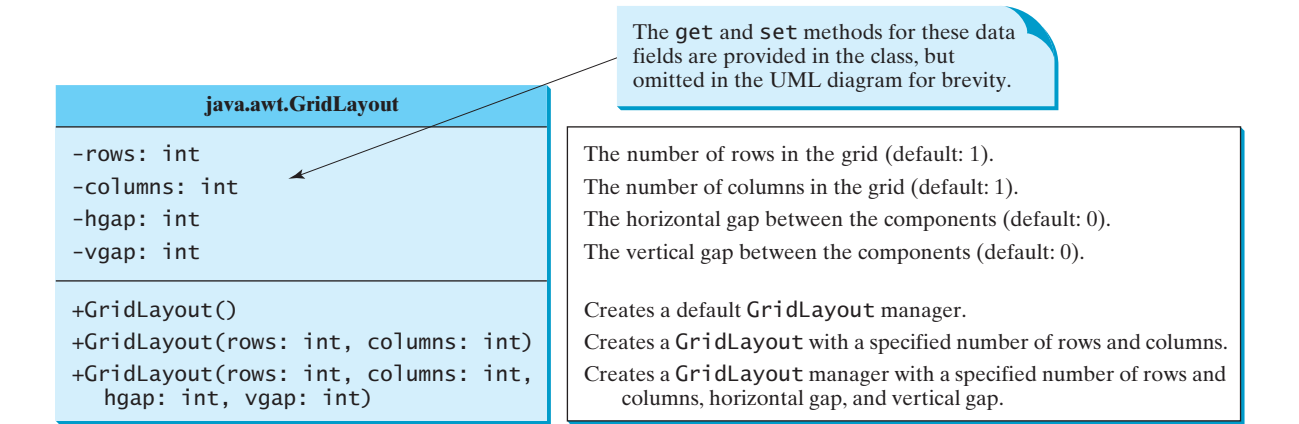 The get and set methods for these data
fields are provided in the class, but
omitted in the UML diagram for brevity.
java.awt.GridLayout
-rows: int
-columns: int
-hgap: int
-vgap: int
The number of rows in the grid (default: 1).
The number of columns in the grid (default: 1).
The horizontal gap between the components (default: 0).
The vertical gap between the components (default: 0).
+GridLayout()
+GridLayout(rows: int, columns: int)
+GridLayout(rows: int, columns: int,
hgap: int, vgap: int)
Creates a default GridLayout manager.
Creates a GridLayout with a specified number of rows and columns.
Creates a GridLayout manager with a specified number of rows and
columns, horizontal gap, and vertical gap.